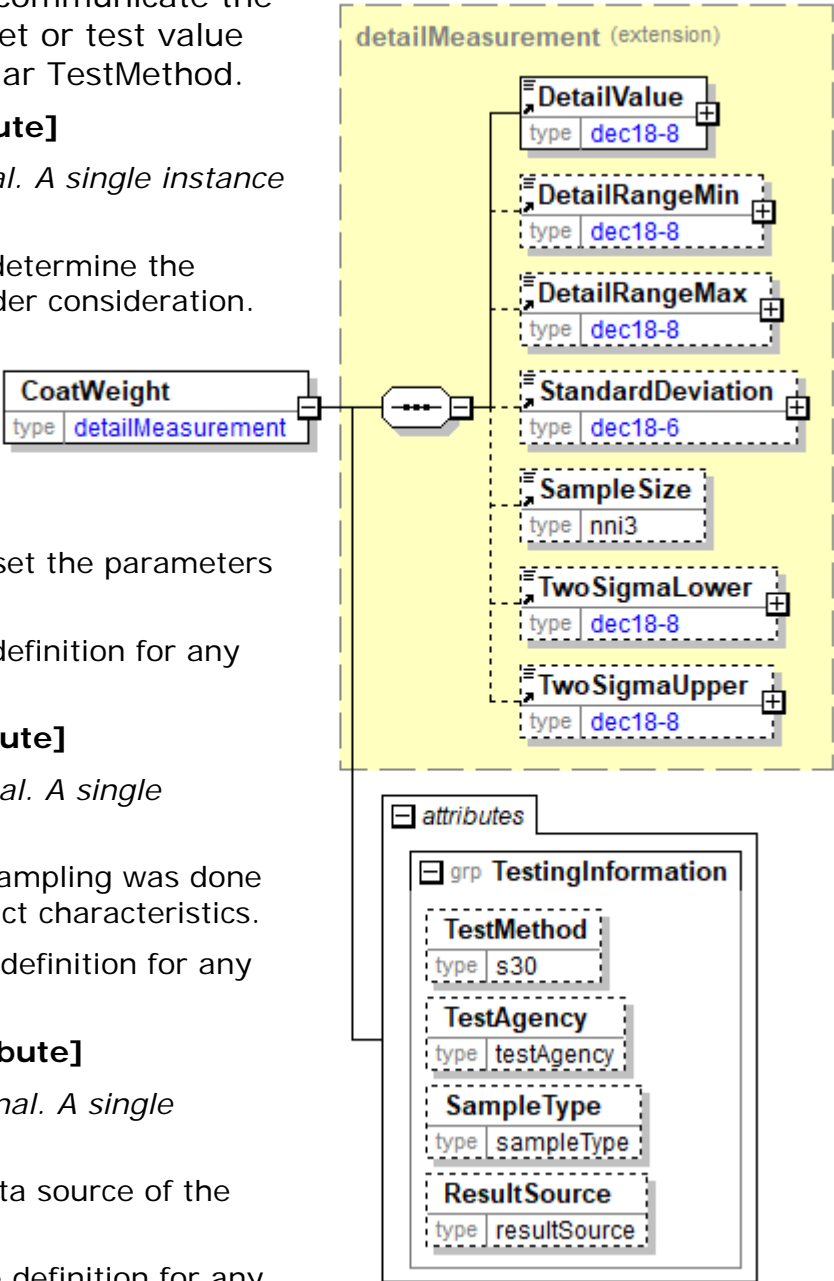 communicate the
et or test value
ar TestMethod.
ute]
al. A single instance
determine the
der consideration.
set the parameters
definition for any
ute]
al. A single
ampling was done
ct characteristics.
definition for any
bute]
nal. A single
ta source of the
definition for any
detailMeasurement (extension)
DetailValue
type dec18-8
DetailRangeMin
type dec18-8
DetailRangeMax
type dec18-8
CoatWeight
type detailMeasurement
StandardDeviation
type dec18-6
SampleSize
type nni3
TwoSigmaLower
type dec18-8
TwoSigmaUpper
type dec18-8
attributes
grp TestingInformation
TestMethod
type s30
TestAgency
type testAgency
SampleType
type sampleType
ResultSource
type resultSource